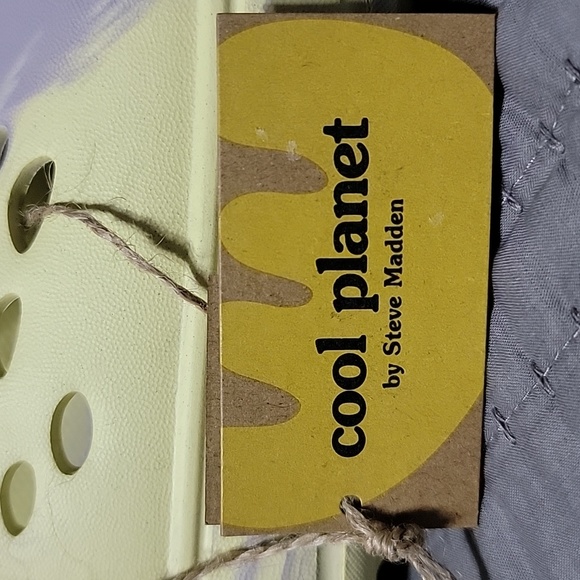 cool planet
by Steve Madden